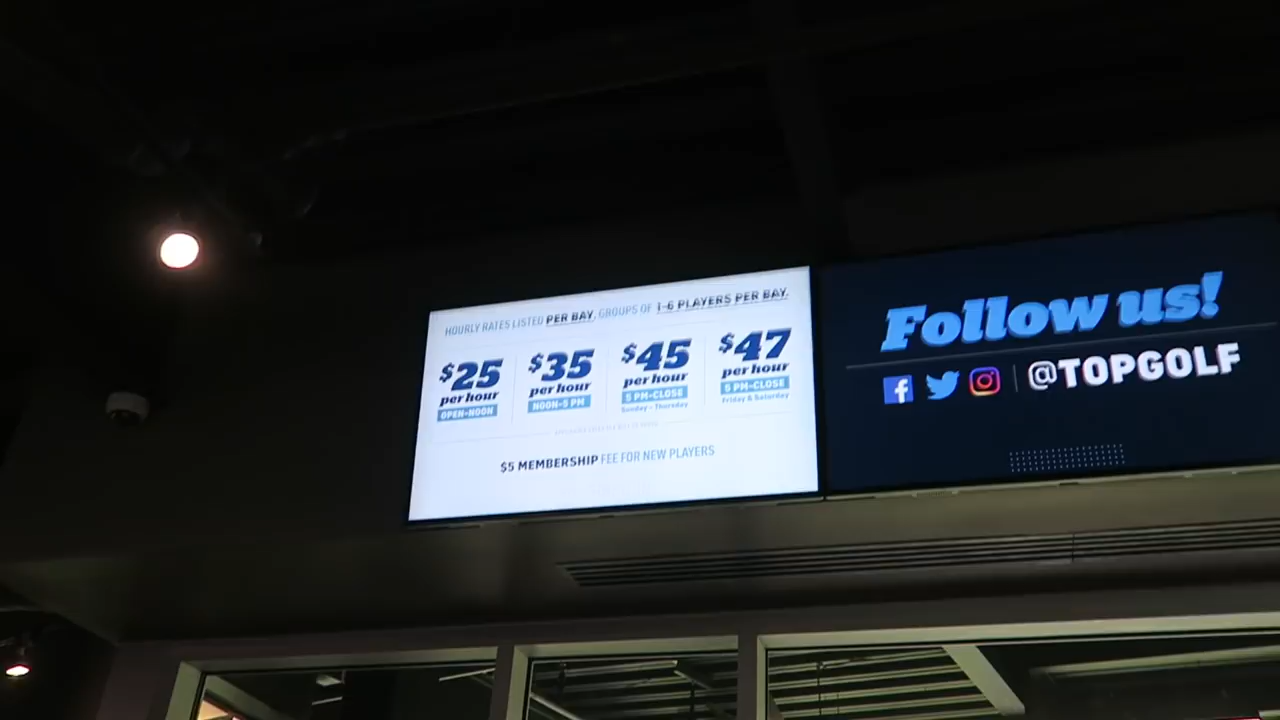 HOURLY RATES LISTED PER BAY. GROUPS OF 1-6 PLAYERS PER BAY.
$25
per hour
OPEN-NOON
$35
per hour
NOON-5 PM
$45
per hour
5 PM-CLOSE
Sunday - Thursday
$47
per hour
5 PM-CLOSE
Friday & Saturday
$5 MEMBERSHIP FEE FOR NEW PLAYERS
Follow us!
@TOPGOLF